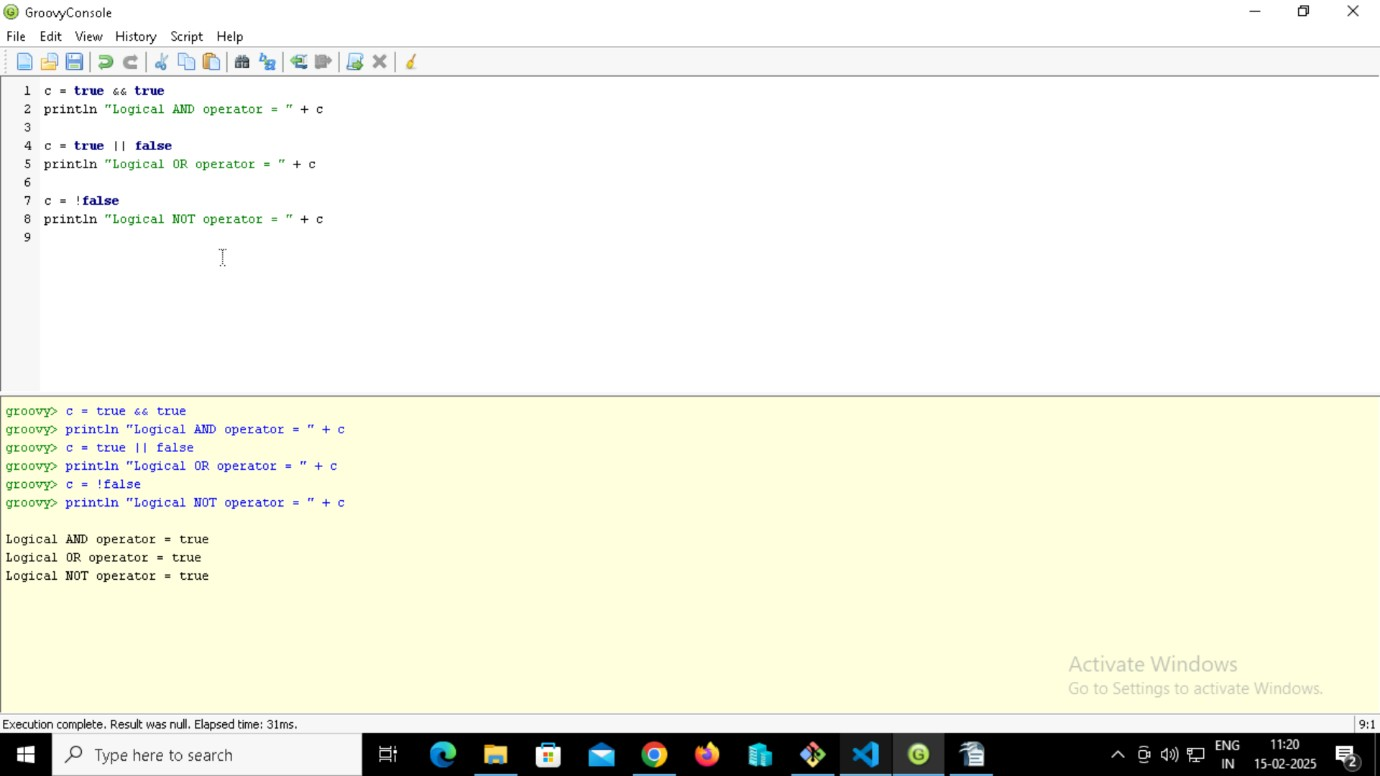 GroovyConsole
File Edit View History Script Help
1 c = true && true
2 println "Logical AND operator = " + c
3
4 c = true || false
5 println "Logical OR operator = " + c
6
7 c = !false
8 println "Logical NOT operator = " + c
9
groovy> c = true && true
groovy> println "Logical AND operator = " + c
groovy> c = true || false
groovy> println "Logical OR operator = " + c
groovy> c = !false
groovy> println "Logical NOT operator = " + c
Logical AND operator = true
Logical OR operator = true
Logical NOT operator = true
Activate Windows
Go to Settings to activate Windows.
Execution complete. Result was null. Elapsed time: 31ms. 9:1
Type here to search
ENG
IN
11:20
15-02-2025
2